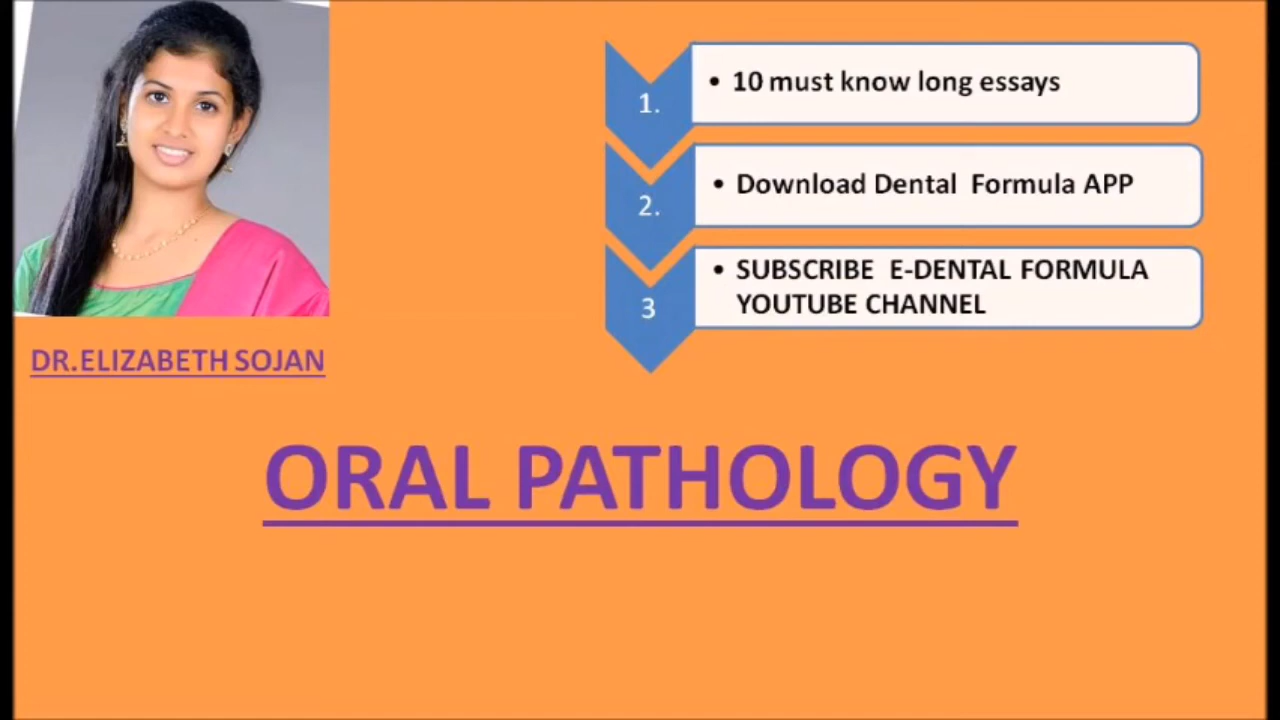 1.
• 10 must know long essays
2.
• Download Dental Formula APP
3
• SUBSCRIBE E-DENTAL FORMULA
YOUTUBE CHANNEL
DR.ELIZABETH SOJAN
ORAL PATHOLOGY